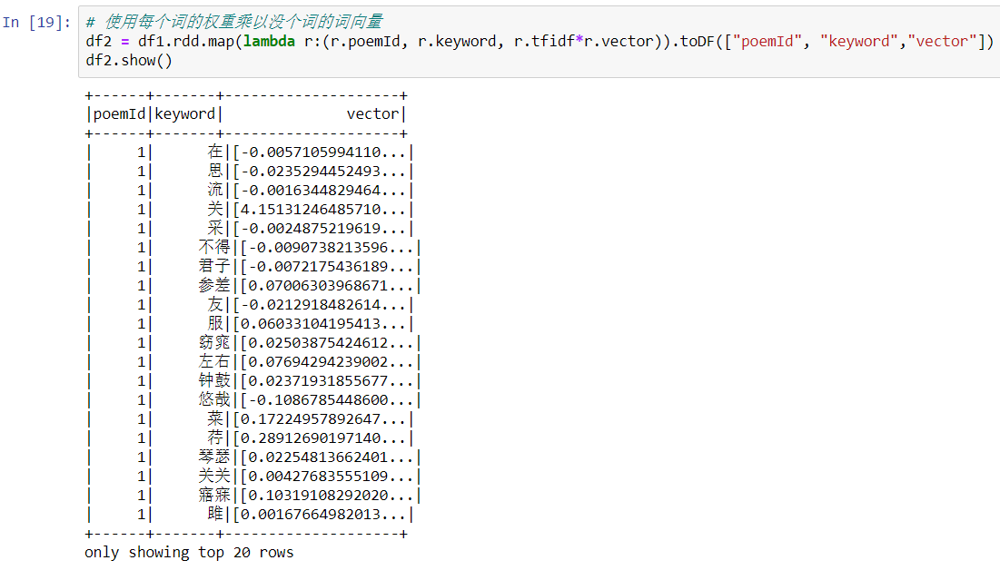 In [19]:
# 使用每个词的权重乘以没个词的词向量
df2 = df1.rdd.map(lambda r:(r.poemId, r.keyword, r.tfidf*r.vector)).toDF(["poemId", "keyword","vector"])
df2.show()
+------+-------+--------------------+
|poemId|keyword|              vector|
+------+-------+--------------------+
|     1|      在|[-0.0057105994110...|
|     1|      思|[-0.0235294452493...|
|     1|      流|[-0.0016344829464...|
|     1|      关|[4.15131246485710...|
|     1|      采|[-0.0024875219619...|
|     1|     不得|[-0.0090738213596...|
|     1|     君子|[-0.0072175436189...|
|     1|     参差|[0.07006303968671...|
|     1|      友|[-0.0212918482614...|
|     1|      服|[0.06033104195413...|
|     1|     窈窕|[0.02503875424612...|
|     1|     左右|[0.07694294239002...|
|     1|     钟鼓|[0.02371931855677...|
|     1|     悠哉|[-0.1086785448600...|
|     1|      菜|[0.17224957892647...|
|     1|      荇|[0.28912690197140...|
|     1|     琴瑟|[0.02254813662401...|
|     1|     关关|[0.00427683555109...|
|     1|     寤寐|[0.10319108292020...|
|     1|      雎|[0.00167664982013...|
+------+-------+--------------------+
only showing top 20 rows